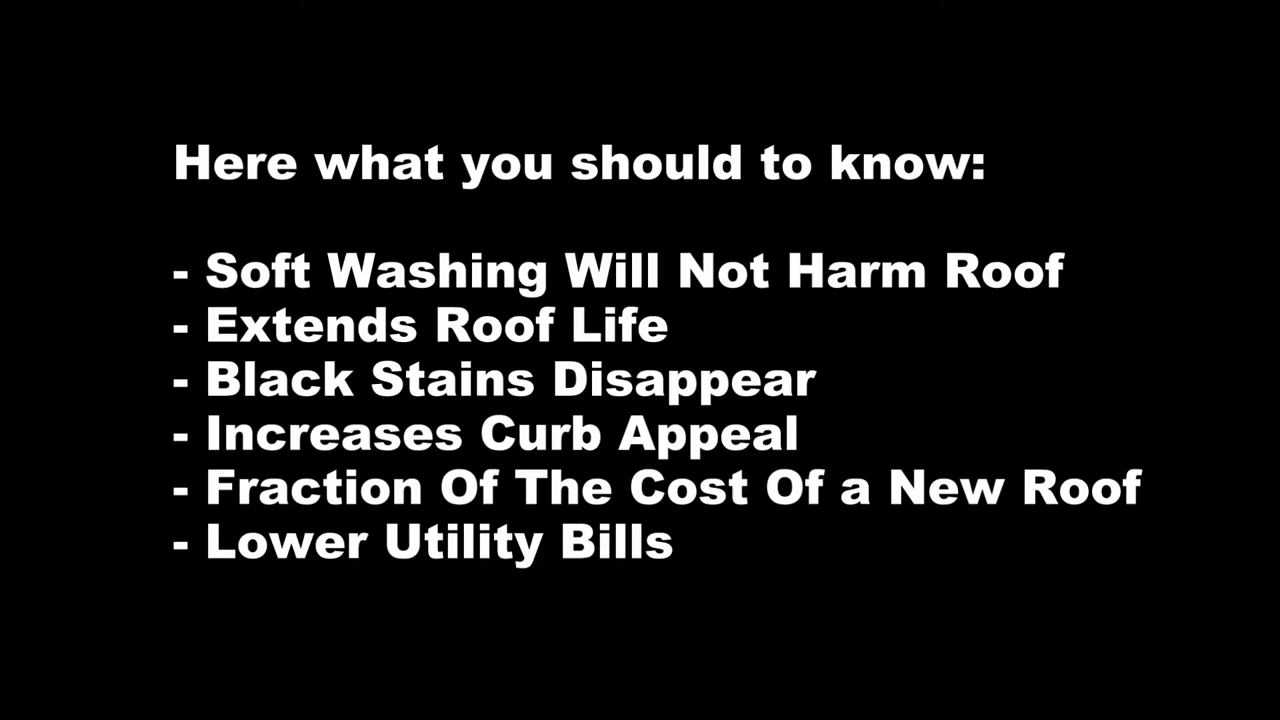 Here what you should to know:
- Soft Washing Will Not Harm Roof
- Extends Roof Life
- Black Stains Disappear
- Increases Curb Appeal
- Fraction Of The Cost Of a New Roof
- Lower Utility Bills